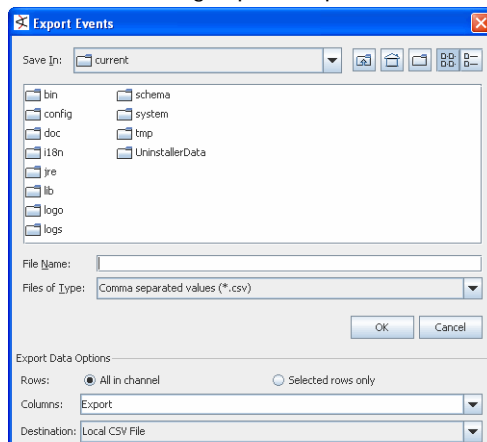 Export Events
Save In: current
bin schema
config system
doc tmp
i18n UninstallerData
jre
lib
logo
logs
File Name:
Files of Type: Comma separated values (*.csv)
OK Cancel
Export Data Options
Rows: All in channel Selected rows only
Columns: Export
Destination: Local CSV File